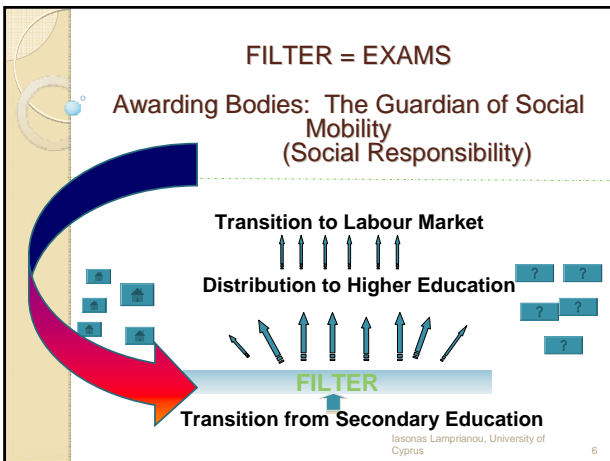 FILTER = EXAMS
Awarding Bodies: The Guardian of Social
Mobility
(Social Responsibility)
Transition to Labour Market
Distribution to Higher Education
? ?
? ?
?
FILTER
Transition from Secondary Education
Iasonas Lamprianou, University of
Cyprus
6